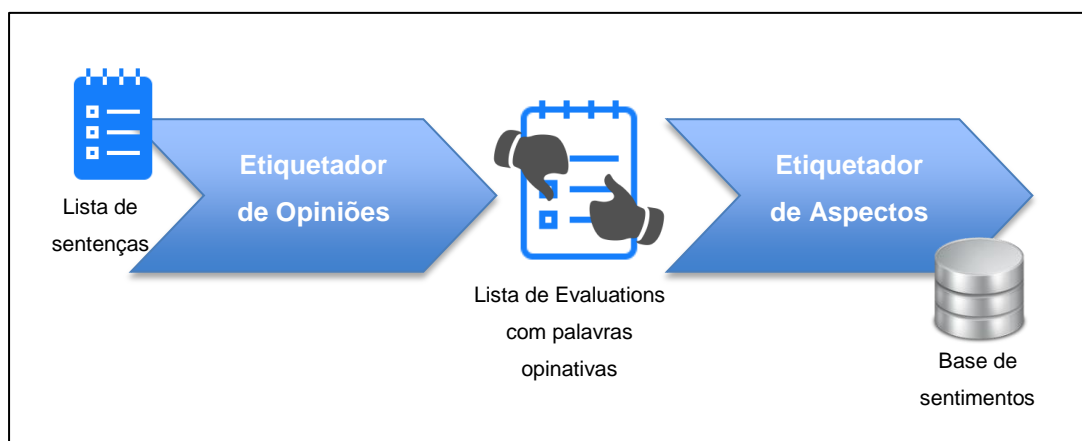 Lista de
sentenças
Etiquetador
de Opiniões
Lista de Evaluations
com palavras
opinativas
Etiquetador
de Aspectos
Base de
sentimentos